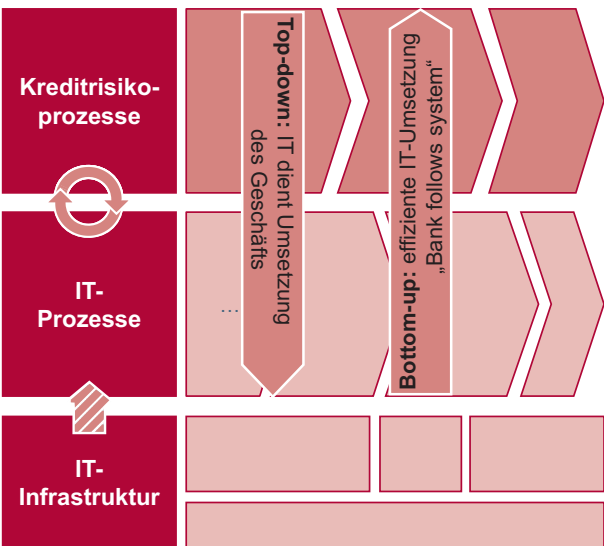 Kreditrisiko-
prozesse
Top-down: IT dient Umsetzung
des Geschäfts
Bottom-up: effiziente IT-Umsetzung
„Bank follows system“
IT-
Prozesse
...
IT-
Infrastruktur